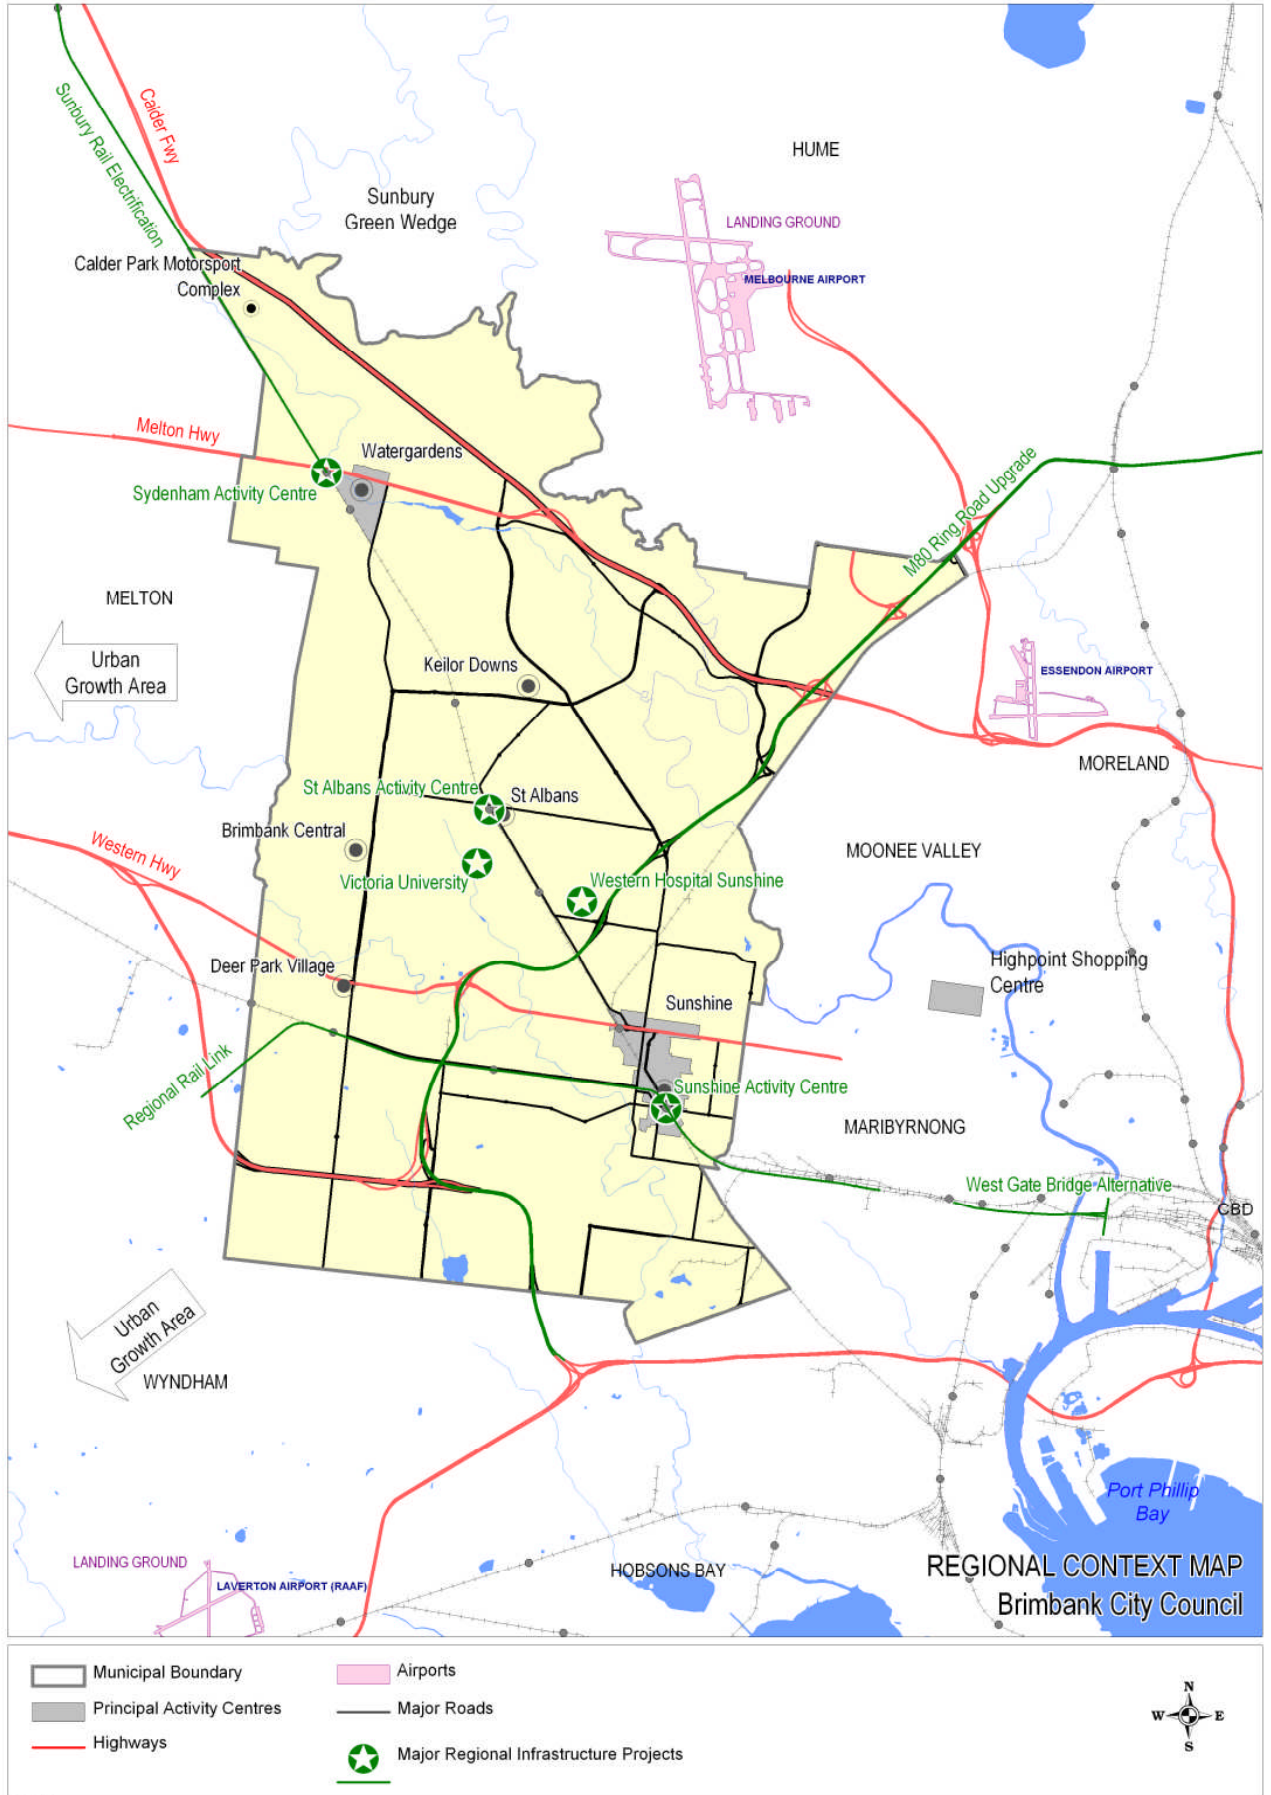 Sunbury Rail Electrification
Calder Fwy
HUME
Sunbury
Green Wedge
LANDING GROUND
MELBOURNE AIRPORT
Calder Park Motorsport
Complex
Melton Hwy
Watergardens
Sydenham Activity Centre
M80 Ring Road Upgrade
MELTON
Urban
Growth Area
Keilor Downs
ESSENDON AIRPORT
MORELAND
St Albans Activity Centre
St Albans
Brimbank Central
Western Hwy
MOONEE VALLEY
Victoria University
Western Hospital Sunshine
Deer Park Village
Highpoint Shopping
Centre
Sunshine
Regional Rail Link
Sunshine Activity Centre
MARIBYRNONG
West Gate Bridge Alternative
CBD
Urban
Growth Area
WYNDHAM
Port Phillip
Bay
LANDING GROUND
LAVERTON AIRPORT (RAAF)
HOBSONS BAY
REGIONAL CONTEXT MAP
Brimbank City Council
Municipal Boundary
Airports
Principal Activity Centres
Major Roads
Highways
Major Regional Infrastructure Projects
N
W E
S